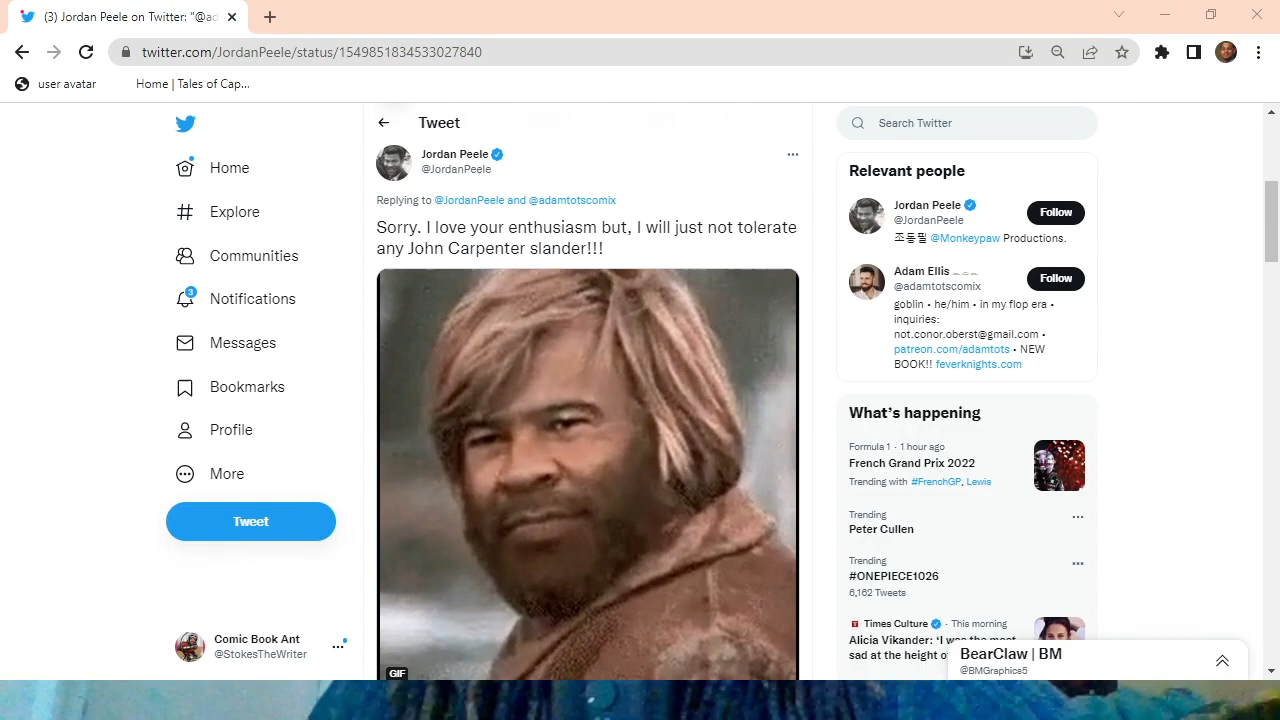 (3) Jordan Peele on Twitter: "@ad
twitter.com/JordanPeele/status/1549851834533027840
user avatar
Home | Tales of Cap...
Home
Explore
Communities
3
Notifications
Messages
Bookmarks
Profile
More
Tweet
Comic Book Ant
@StokesTheWriter
Tweet
Jordan Peele
@JordanPeele
Replying to @JordanPeele and @adamtotscomix
Sorry. I love your enthusiasm but, I will just not tolerate
any John Carpenter slander!!!
GIF
Search Twitter
Relevant people
Jordan Peele
@JordanPeele
Follow
조동필 @Monkeypaw Productions.
Adam Ellis
@adamtotscomix
Follow
goblin • he/him • in my flop era •
inquiries:
not.conor.oberst@gmail.com •
patreon.com/adamtots • NEW
BOOK!! feverknights.com
What's happening
Formula 1 · 1 hour ago
French Grand Prix 2022
Trending with #FrenchGP, Lewis
Trending
Peter Cullen
Trending
#ONEPIECE1026
6,162 Tweets
Times Culture · This morning
Alicia Vikander: 'I was the most
sad at the height o
BearClaw | BM
@BMGraphics5